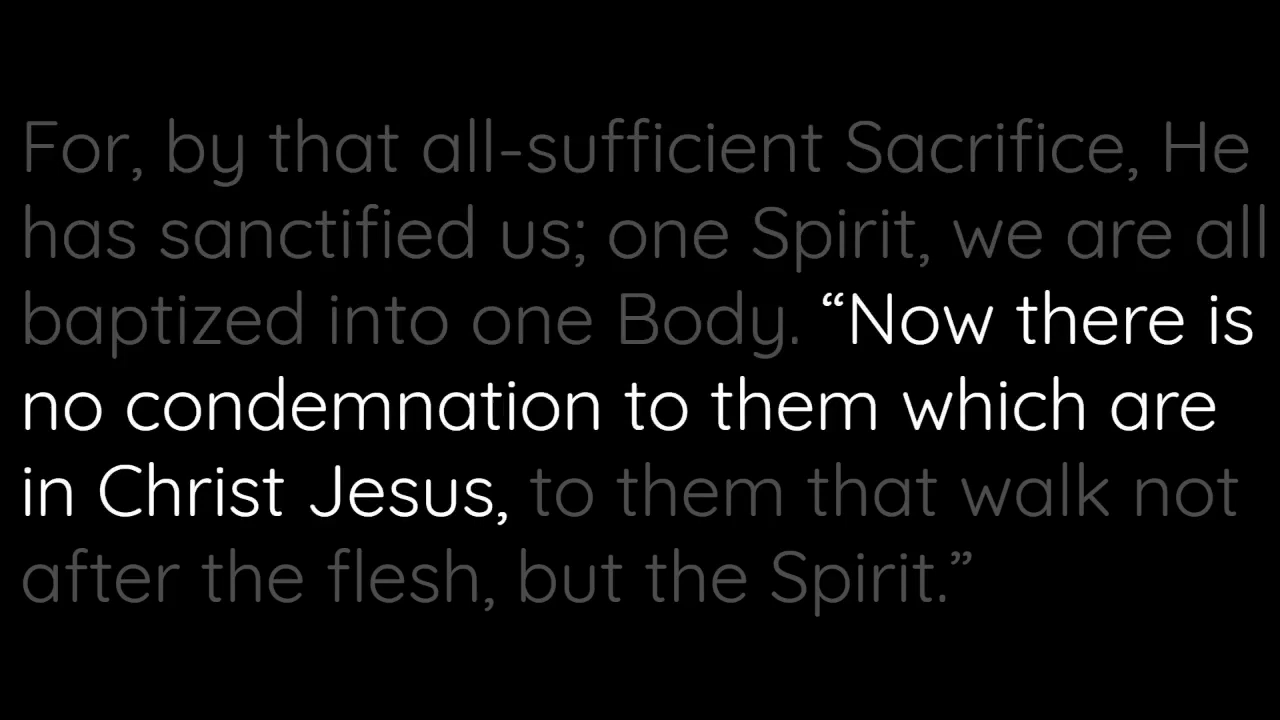 For, by that all-sufficient Sacrifice, He
has sanctified us; one Spirit, we are all
baptized into one Body. “Now there is
no condemnation to them which are
in Christ Jesus, to them that walk not
after the flesh, but the Spirit.”